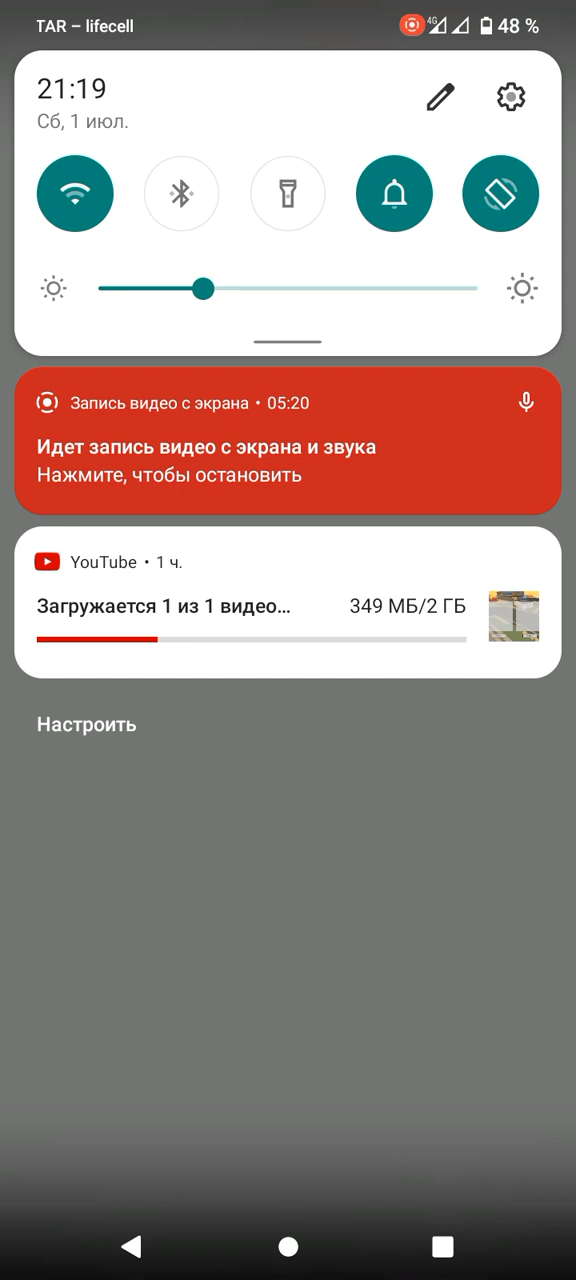 TAR – lifecell
4G
48 %
21:19
Сб, 1 июл.
Запись видео с экрана • 05:20
Идет запись видео с экрана и звука
Нажмите, чтобы остановить
YouTube • 1 ч.
Загружается 1 из 1 видео... 349 МБ/2 ГБ
Настроить